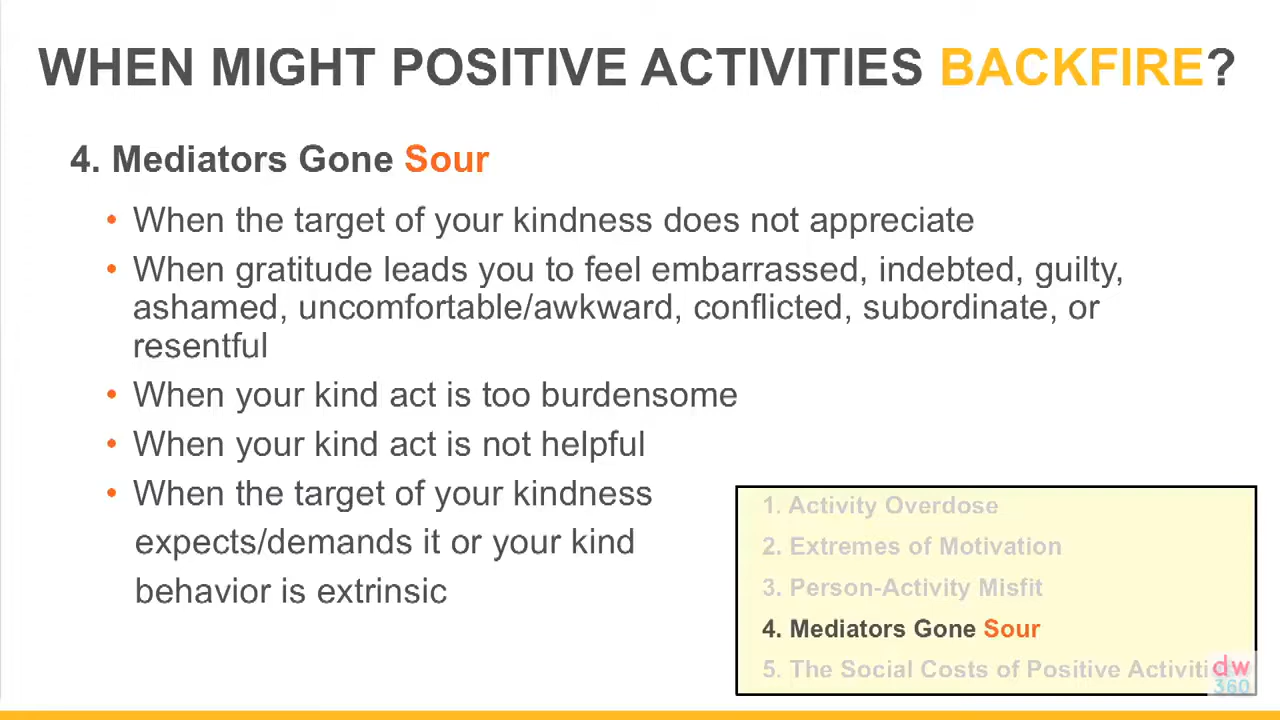 WHEN MIGHT POSITIVE ACTIVITIES BACKFIRE?
4. Mediators Gone Sour
• When the target of your kindness does not appreciate
• When gratitude leads you to feel embarrassed, indebted, guilty,
ashamed, uncomfortable/awkward, conflicted, subordinate, or
resentful
• When your kind act is too burdensome
• When your kind act is not helpful
• When the target of your kindness
expects/demands it or your kind
behavior is extrinsic
1. Activity Overdose
2. Extremes of Motivation
3. Person-Activity Misfit
4. Mediators Gone Sour
5. The Social Costs of Positive Activiti
dw
360